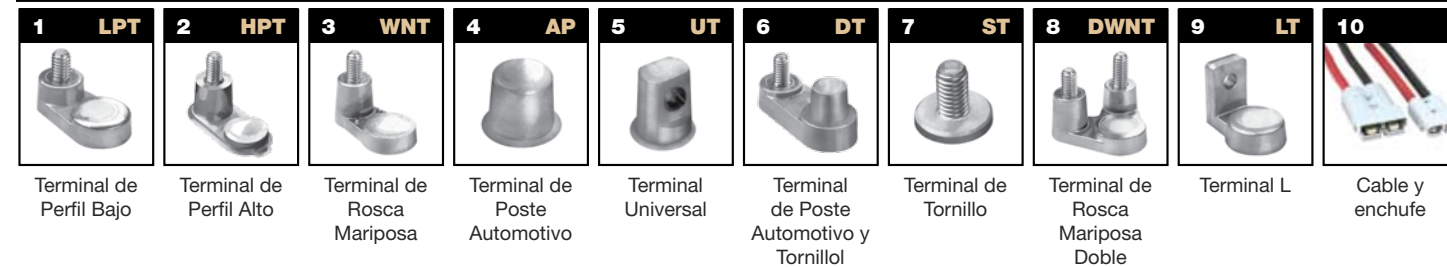 1 LPT
2 HPT
3 WNT
4 AP
5 UT
6 DT
7 ST
8 DWNT
9 LT
10
Terminal de
Perfil Bajo
Terminal de
Perfil Alto
Terminal de
Rosca
Mariposa
Terminal de
Poste
Automotivo
Terminal
Universal
Terminal
de Poste
Automotivo y
Tornillol
Terminal de
Tornillo
Terminal de
Rosca
Mariposa
Doble
Terminal L
Cable y
enchufe